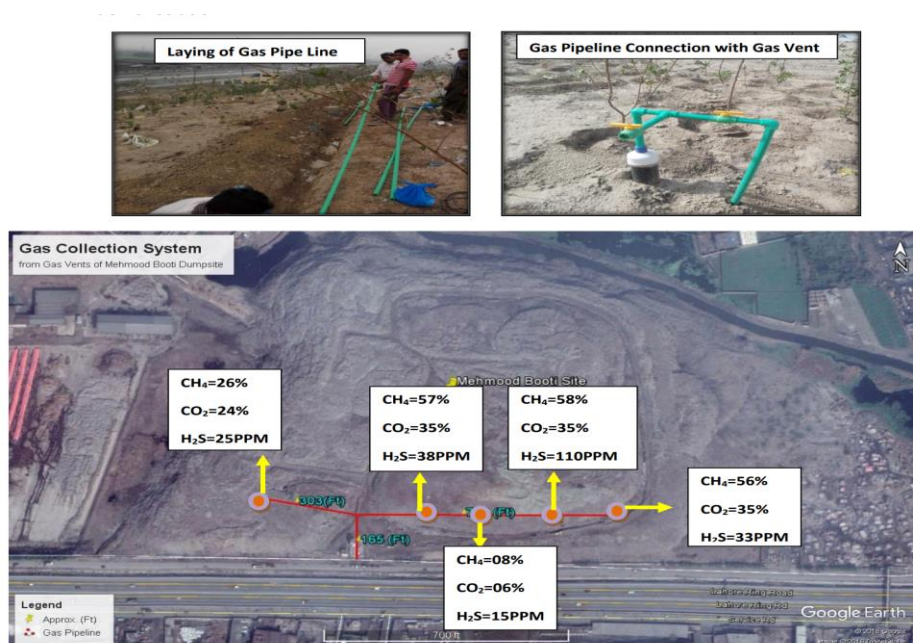 Laying of Gas Pipe Line
Gas Pipeline Connection with Gas Vent
Gas Collection System
from Gas Vents of Mehmood Booti Dumpsite
N
Mehmood Booti Site
CH₄=26%
CO₂=24%
H₂S=25PPM
CH₄=57%
CO₂=35%
H₂S=38PPM
CH₄=58%
CO₂=35%
H₂S=110PPM
CH₄=56%
CO₂=35%
H₂S=33PPM
303(Ft)
(Ft)
165 (Ft)
CH₄=08%
CO₂=06%
H₂S=15PPM
Legend
Approx. (Ft)
Gas Pipeline
700 ft
Google Earth